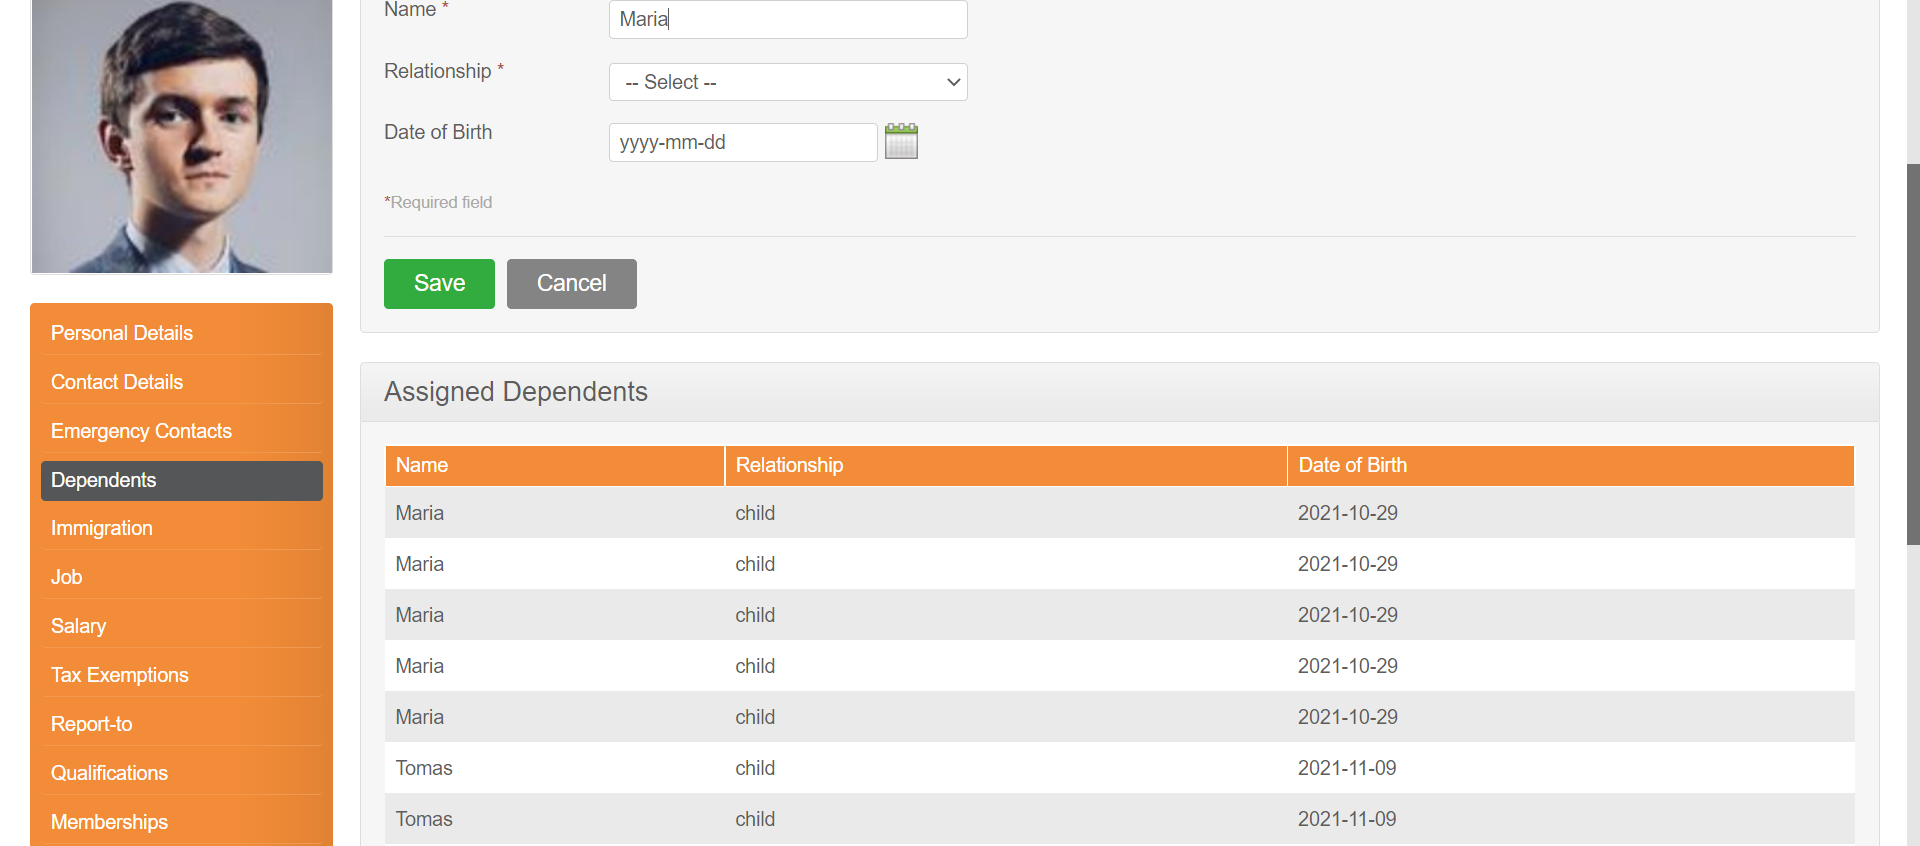 Name *
Maria
Relationship *
-- Select --
Date of Birth
yyyy-mm-dd
*Required field
Save Cancel
Personal Details
Contact Details
Emergency Contacts
Dependents
Immigration
Job
Salary
Tax Exemptions
Report-to
Qualifications
Memberships
Assigned Dependents
Name Relationship Date of Birth
Maria child 2021-10-29
Maria child 2021-10-29
Maria child 2021-10-29
Maria child 2021-10-29
Maria child 2021-10-29
Tomas child 2021-11-09
Tomas child 2021-11-09